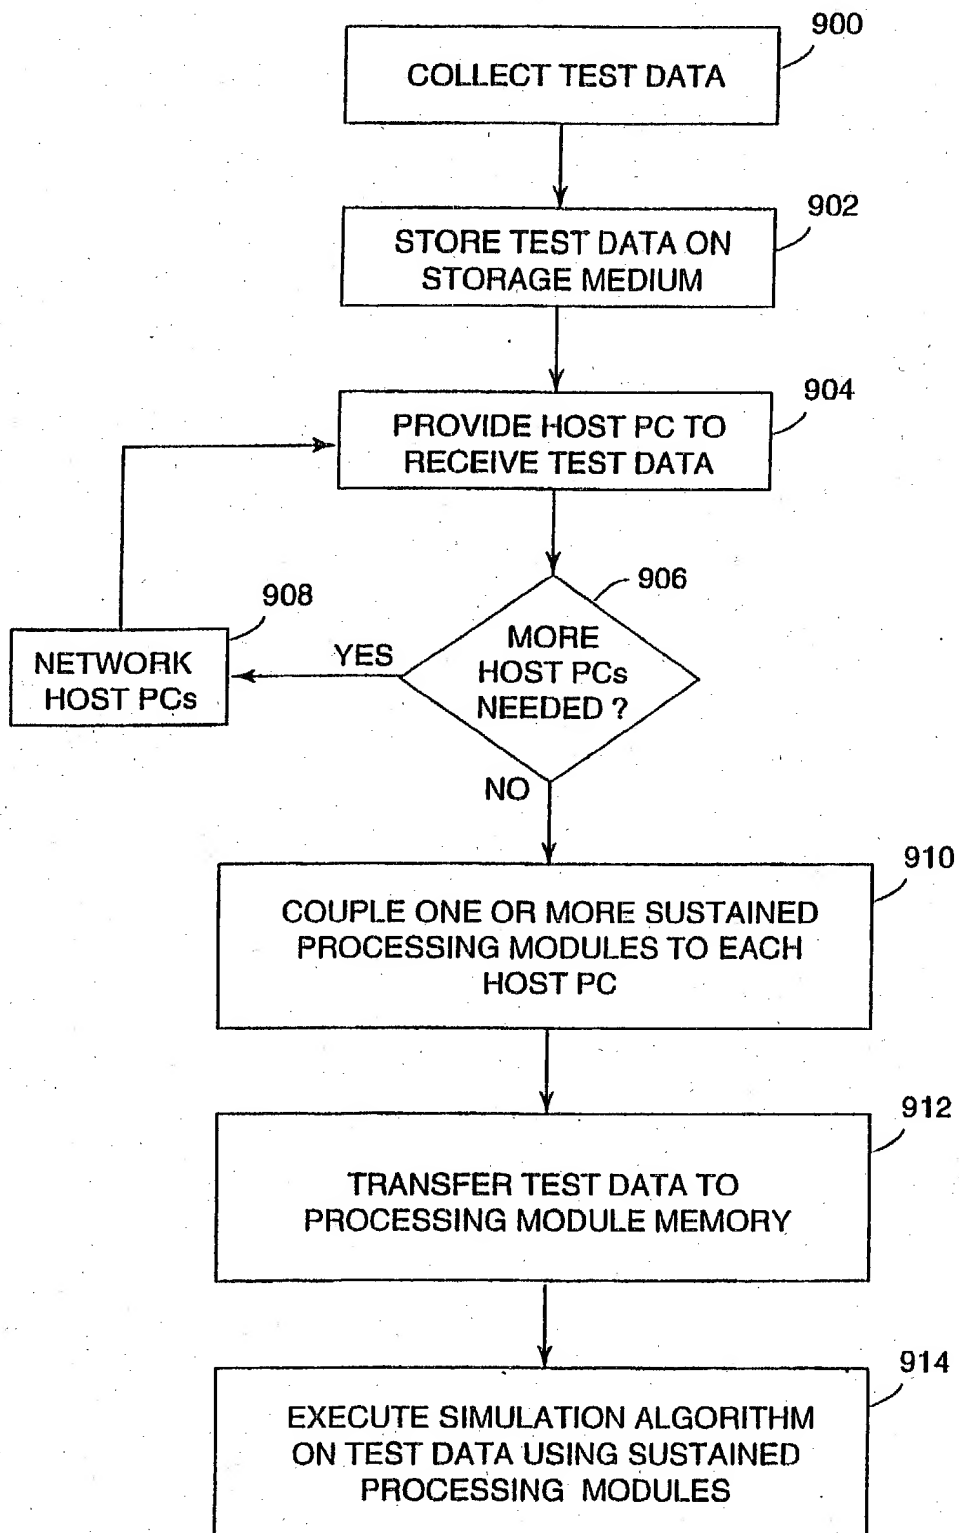 900
COLLECT TEST DATA
902
STORE TEST DATA ON
STORAGE MEDIUM
904
PROVIDE HOST PC TO
RECEIVE TEST DATA
906
MORE
HOST PCs
NEEDED ?
908
NETWORK
HOST PCs
YES
NO
910
COUPLE ONE OR MORE SUSTAINED
PROCESSING MODULES TO EACH
HOST PC
912
TRANSFER TEST DATA TO
PROCESSING MODULE MEMORY
914
EXECUTE SIMULATION ALGORITHM
ON TEST DATA USING SUSTAINED
PROCESSING MODULES